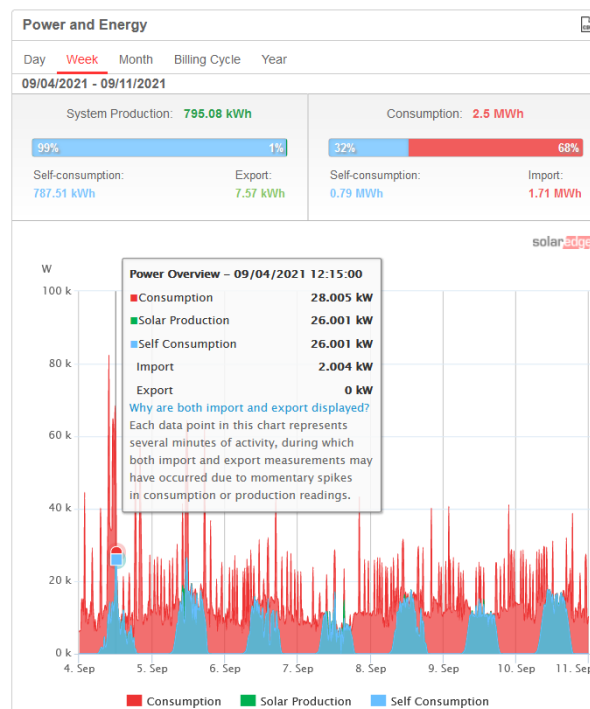 Power and Energy
Day Week Month Billing Cycle Year
09/04/2021 - 09/11/2021
System Production: 795.08 kWh
99% 1%
Self-consumption: Export:
787.51 kWh 7.57 kWh
Consumption: 2.5 MWh
32% 68%
Self-consumption: Import:
0.79 MWh 1.71 MWh
solaredge
W
100 k
80 k
60 k
40 k
20 k
0 k
Power Overview - 09/04/2021 12:15:00
Consumption 28.005 kW
Solar Production 26.001 kW
Self Consumption 26.001 kW
Import 2.004 kW
Export 0 kW
Why are both import and export displayed?
Each data point in this chart represents
several minutes of activity, during which
both import and export measurements may
have occurred due to momentary spikes
in consumption or production readings.
4. Sep 5. Sep 6. Sep 7. Sep 8. Sep 9. Sep 10. Sep 11. Sep
Consumption Solar Production Self Consumption